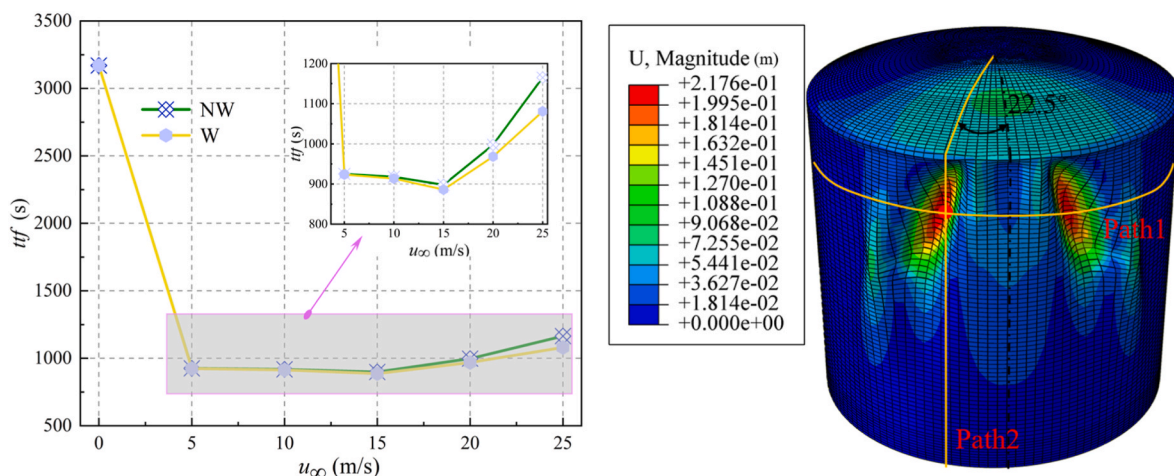 3500
3000
2500
2000
1500
1000
500
ttf (s)
0 5 10 15 20 25
u∞ (m/s)
NW
W
1200
1100
1000
900
800
ttf (s)
5 10 15 20 25
u∞ (m/s)
U, Magnitude (m)
+2.176e-01
+1.995e-01
+1.814e-01
+1.632e-01
+1.451e-01
+1.270e-01
+1.088e-01
+9.068e-02
+7.255e-02
+5.441e-02
+3.627e-02
+1.814e-02
+0.000e+00
22.5°
Path1
Path2